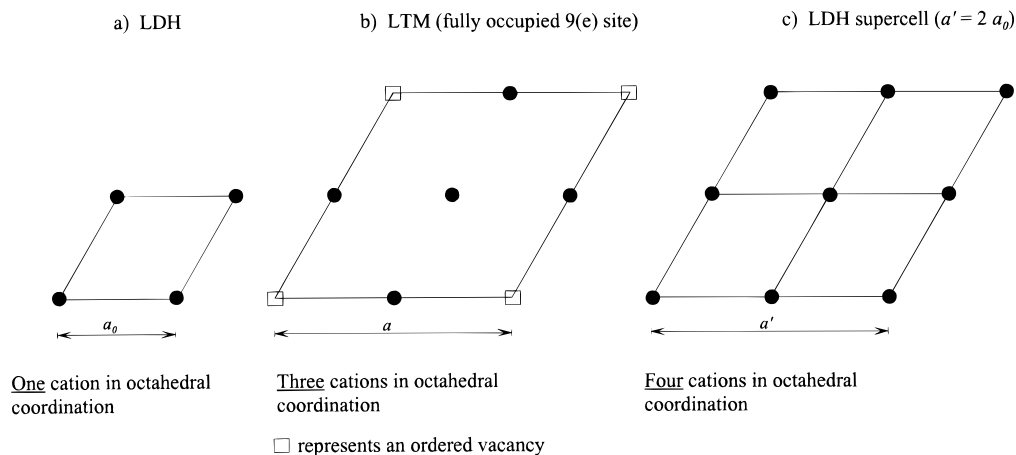 a) LDH
b) LTM (fully occupied 9(e) site)
c) LDH supercell (a' = 2 a₀)
a₀
a
a'
One cation in octahedral
coordination
Three cations in octahedral
coordination
Four cations in octahedral
coordination
□ represents an ordered vacancy